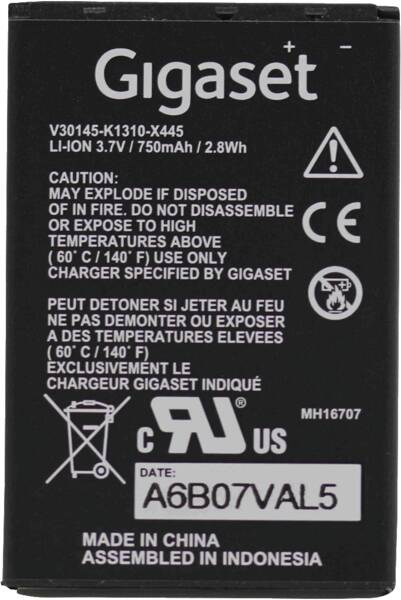 + -
Gigaset
V30145-K1310-X445
LI-ION 3.7V / 750mAh / 2.8Wh
CAUTION:
MAY EXPLODE IF DISPOSED
OF IN FIRE. DO NOT DISASSEMBLE
OR EXPOSE TO HIGH
TEMPERATURES ABOVE
( 60°C / 140°F) USE ONLY
CHARGER SPECIFIED BY GIGASET
CE
PEUT DETONER SI JETER AU FEU
NE PAS DEMONTER OU EXPOSER
A DES TEMPERATURES ELEVEES
( 60°C / 140°F)
EXCLUSIVEMENT LE
CHARGER GIGASET INDIQUÉ
MH16707
c RU® US
DATE:
A6B07VAL5
MADE IN CHINA
ASSEMBLED IN INDONESIA